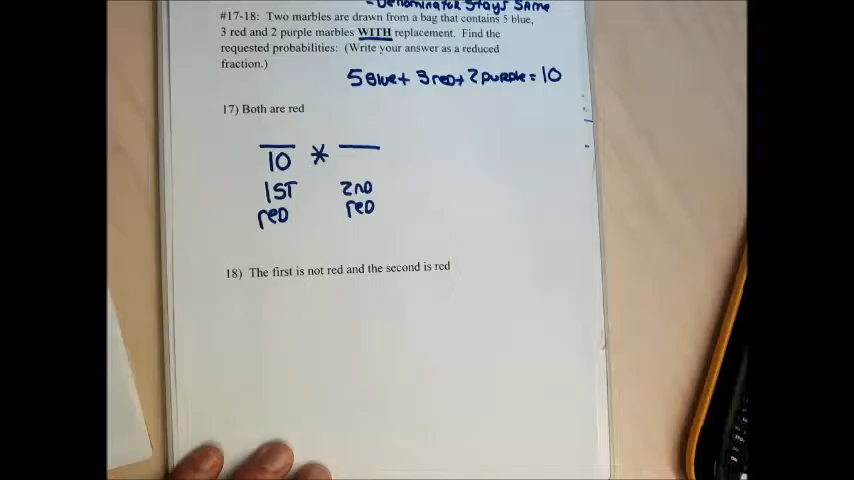 - Denominator Stays Same
#17-18: Two marbles are drawn from a bag that contains 5 blue,
3 red and 2 purple marbles WITH replacement. Find the
requested probabilities: (Write your answer as a reduced
fraction.)
5 Blue + 3 red + 2 purple = 10
17) Both are red
10 *
1ST 2ND
red red
18) The first is not red and the second is red